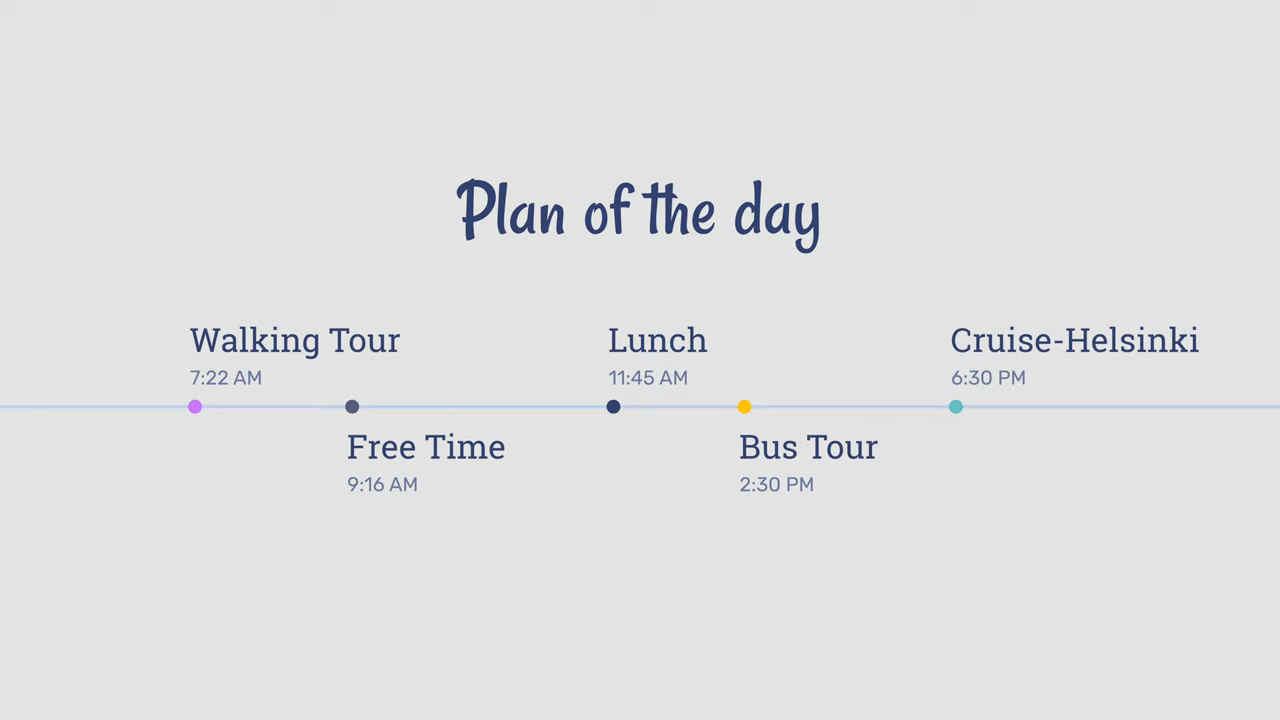 Plan of the day
Walking Tour
7:22 AM
Free Time
9:16 AM
Lunch
11:45 AM
Bus Tour
2:30 PM
Cruise-Helsinki
6:30 PM